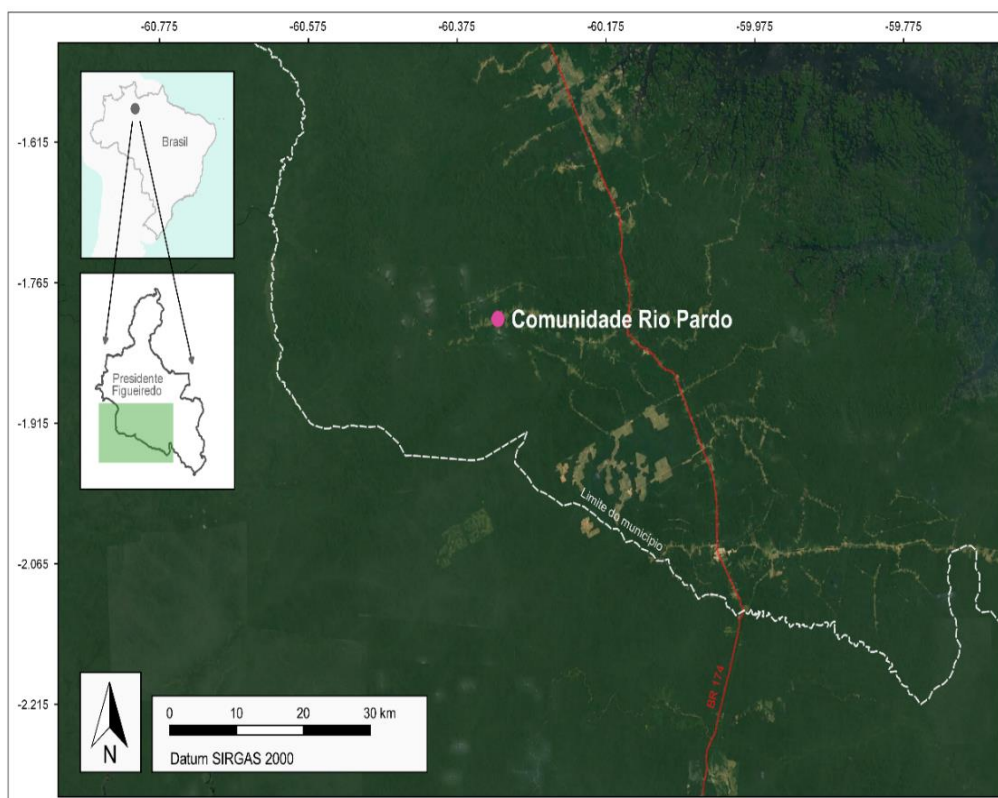 -60.775 -60.575 -60.375 -60.175 -59.975 -59.775
-1.615
-1.765
-1.915
-2.065
-2.215
Brasil
Presidente
Figueiredo
Comunidade Rio Pardo
Limite do município
BR 174
N
0 10 20 30 km
Datum SIRGAS 2000